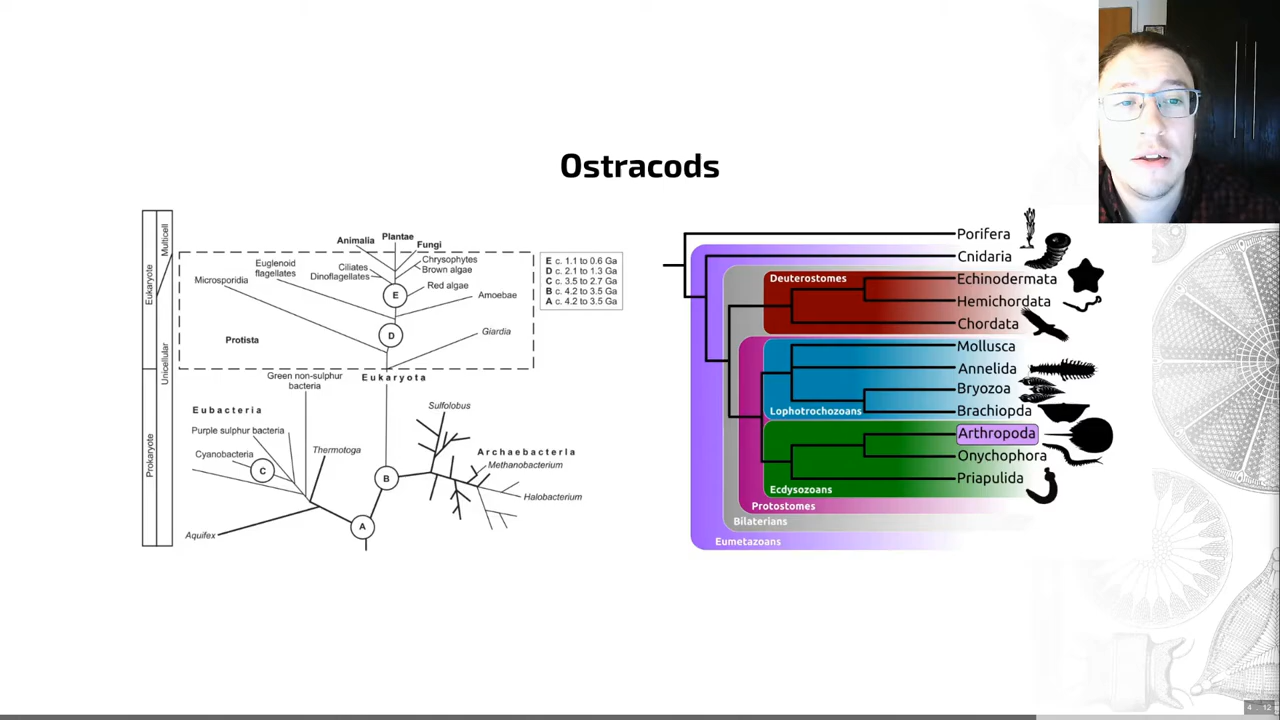 Ostracods
Multicell
Eukaryote
Unicellular
Prokaryote
Animalia
Plantae
Fungi
Euglenoid
flagellates
Ciliates
Dinoflagellates
Chrysophytes
Brown algae
Microsporidia
Red algae
E
Amoebae
D
Giardia
Protista
E c. 1.1 to 0.6 Ga
D c. 2.1 to 1.3 Ga
C c. 3.5 to 2.7 Ga
B c. 4.2 to 3.5 Ga
A c. 4.2 to 3.5 Ga
Green non-sulphur
bacteria
Eukaryota
Eubacteria
Sulfolobus
Purple sulphur bacteria
Cyanobacteria
C
Thermotoga
B
Archaebacteria
Methanobacterium
Halobacterium
Aquifex
A
Porifera
Cnidaria
Deuterostomes
Echinodermata
Hemichordata
Chordata
Mollusca
Annelida
Bryozoa
Lophotrochozoans
Brachiopda
Arthropoda
Onychophora
Priapulida
Ecdysozoans
Protostomes
Bilaterians
Eumetazoans
4 . 12